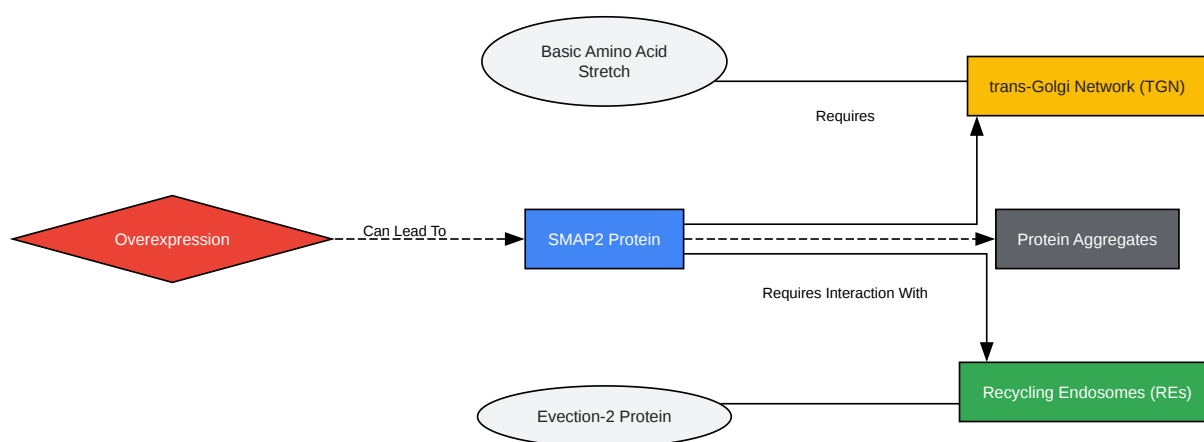 Basic Amino Acid
Stretch
trans-Golgi Network (TGN)
Requires
Overexpression
Can Lead To
SMAP2 Protein
Protein Aggregates
Requires Interaction With
Recycling Endosomes (REs)
Evection-2 Protein